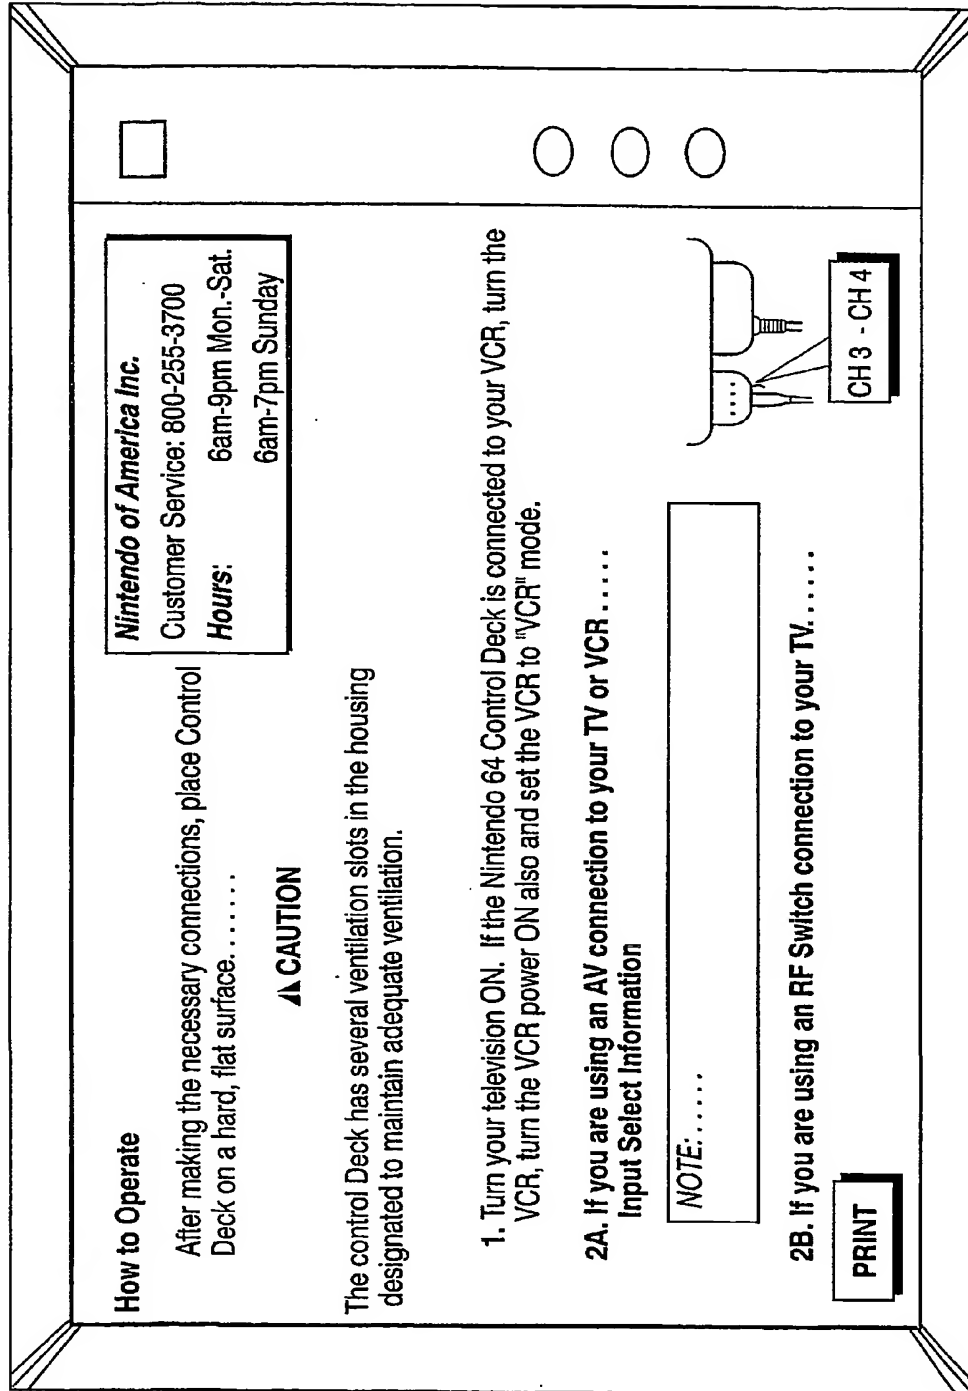 How to Operate
After making the necessary connections, place Control
Deck on a hard, flat surface.......
Nintendo of America Inc.
Customer Service: 800-255-3700
Hours: 6am-9pm Mon.-Sat.
6am-7pm Sunday
CAUTION
The control Deck has several ventilation slots in the housing
designated to maintain adequate ventilation.
1. Turn your television ON. If the Nintendo 64 Control Deck is connected to your VCR, turn the
VCR, turn the VCR power ON also and set the VCR to "VCR" mode.
2A. If you are using an AV connection to your TV or VCR.....
Input Select Information
NOTE:.....
2B. If you are using an RF Switch connection to your TV......
CH 3 - CH 4
PRINT